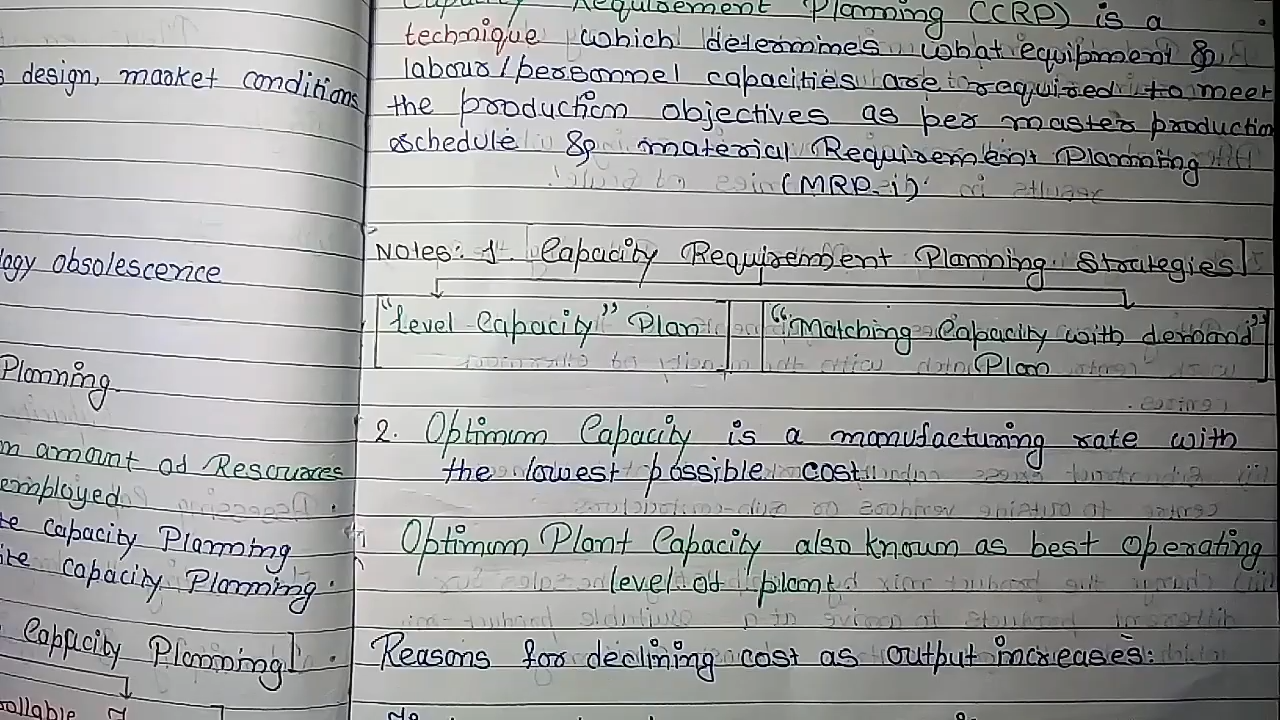 design, market conditions
obsolescence
Planning
amount of Resources
employed
Capacity Planning
capacity Planning.
Capacity Planning
Capacity Requirement Planning (CRP) is a
technique which determines what equipment &
labour/personnel capacities are required to meet
the production objectives as per master production
schedule & material Requirement Planning
(MRP-i)
Notes: 1. Capacity Requirement Planning Strategies
"Level Capacity" Plan
"Matching Capacity with demand"
Plan
2. Optimum Capacity is a manufacturing rate with
the lowest possible cost
Optimum Plant Capacity also known as best Operating
level of plant
Reasons for declining cost as output increases: